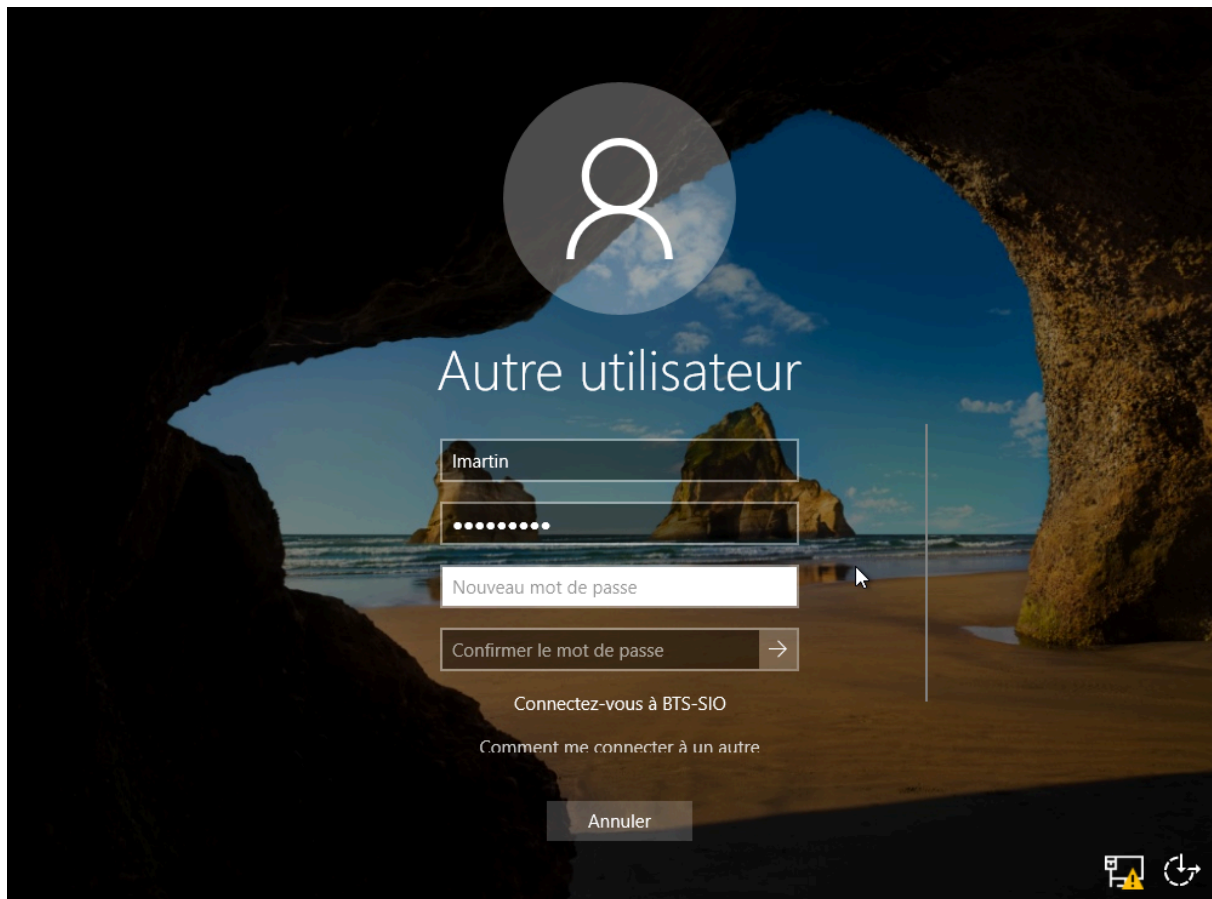 Autre utilisateur
lmartin
Nouveau mot de passe
Confirmer le mot de passe
Connectez-vous à BTS-SIO
Comment me connecter à un autre
Annuler